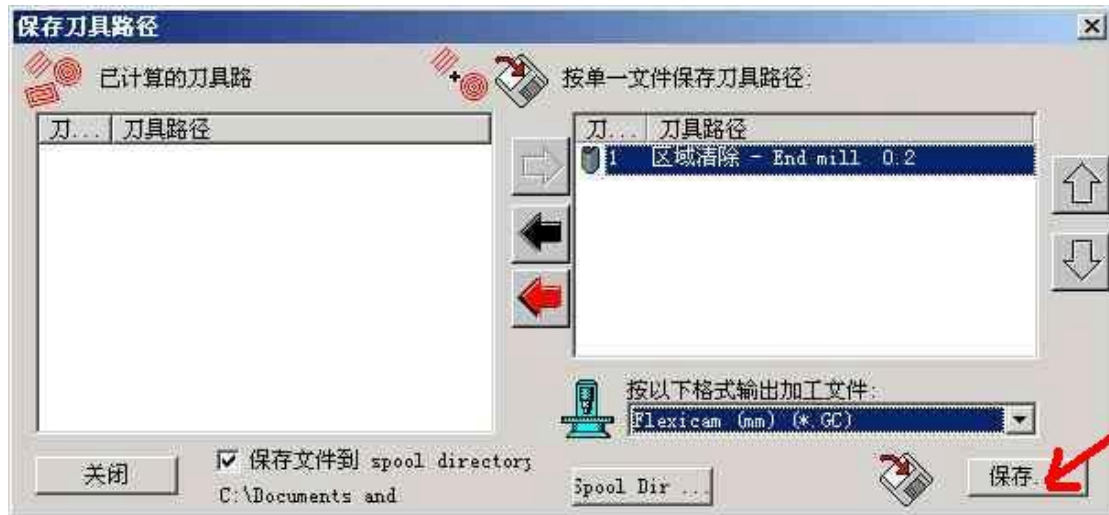 保存刀具路径
已计算的刀具路
按单一文件保存刀具路径:
刀... 刀具路径
刀... 刀具路径
1 区域清除 - End mill 0.2
按以下格式输出加工文件:
Flexicam (mm) (*.GC)
关闭
保存文件到 spool directory
C:\Documents and
Spool Dir ...
保存.